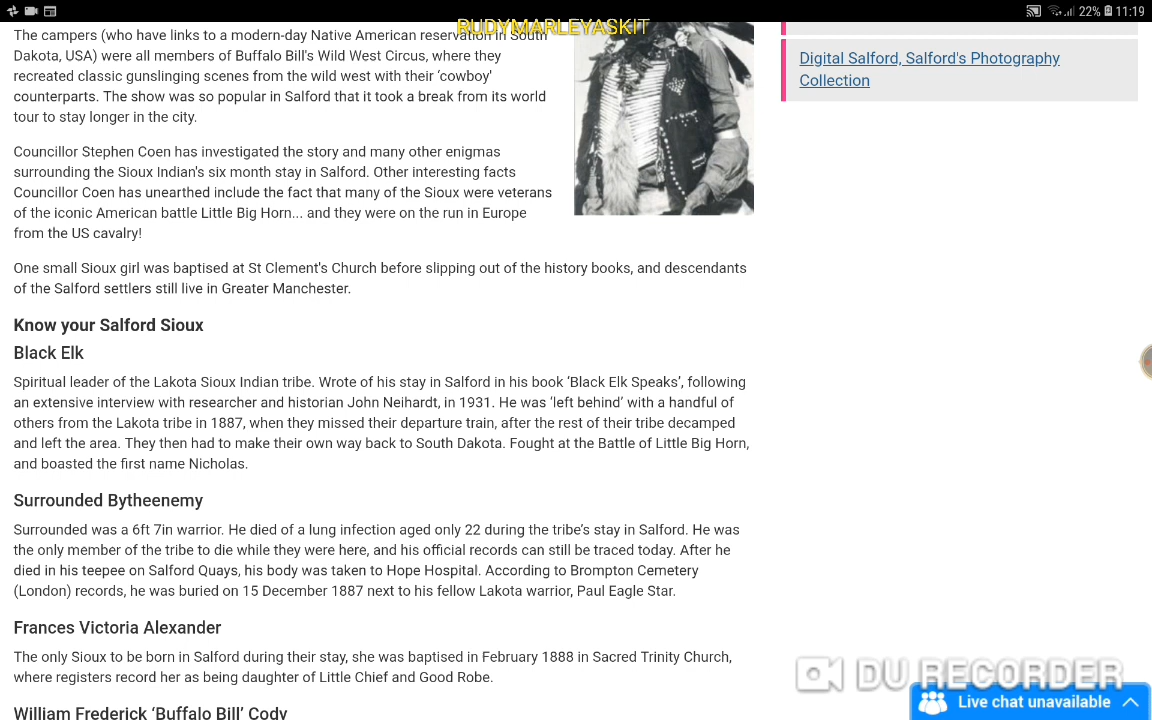 22% 11:19
RUDYMARLEYASKIT
The campers (who have links to a modern-day Native American reservation in South
Dakota, USA) were all members of Buffalo Bill's Wild West Circus, where they
recreated classic gunslinging scenes from the wild west with their ‘cowboy'
counterparts. The show was so popular in Salford that it took a break from its world
tour to stay longer in the city.
Councillor Stephen Coen has investigated the story and many other enigmas
surrounding the Sioux Indian's six month stay in Salford. Other interesting facts
Councillor Coen has unearthed include the fact that many of the Sioux were veterans
of the iconic American battle Little Big Horn... and they were on the run in Europe
from the US cavalry!
One small Sioux girl was baptised at St Clement's Church before slipping out of the history books, and descendants
of the Salford settlers still live in Greater Manchester.
Know your Salford Sioux
Black Elk
Spiritual leader of the Lakota Sioux Indian tribe. Wrote of his stay in Salford in his book ‘Black Elk Speaks’, following
an extensive interview with researcher and historian John Neihardt, in 1931. He was ‘left behind’ with a handful of
others from the Lakota tribe in 1887, when they missed their departure train, after the rest of their tribe decamped
and left the area. They then had to make their own way back to South Dakota. Fought at the Battle of Little Big Horn,
and boasted the first name Nicholas.
Surrounded Bytheenemy
Surrounded was a 6ft 7in warrior. He died of a lung infection aged only 22 during the tribe’s stay in Salford. He was
the only member of the tribe to die while they were here, and his official records can still be traced today. After he
died in his teepee on Salford Quays, his body was taken to Hope Hospital. According to Brompton Cemetery
(London) records, he was buried on 15 December 1887 next to his fellow Lakota warrior, Paul Eagle Star.
Frances Victoria Alexander
The only Sioux to be born in Salford during their stay, she was baptised in February 1888 in Sacred Trinity Church,
where registers record her as being daughter of Little Chief and Good Robe.
William Frederick ‘Buffalo Bill’ Cody
Digital Salford, Salford's Photography
Collection
DU RECORDER
Live chat unavailable